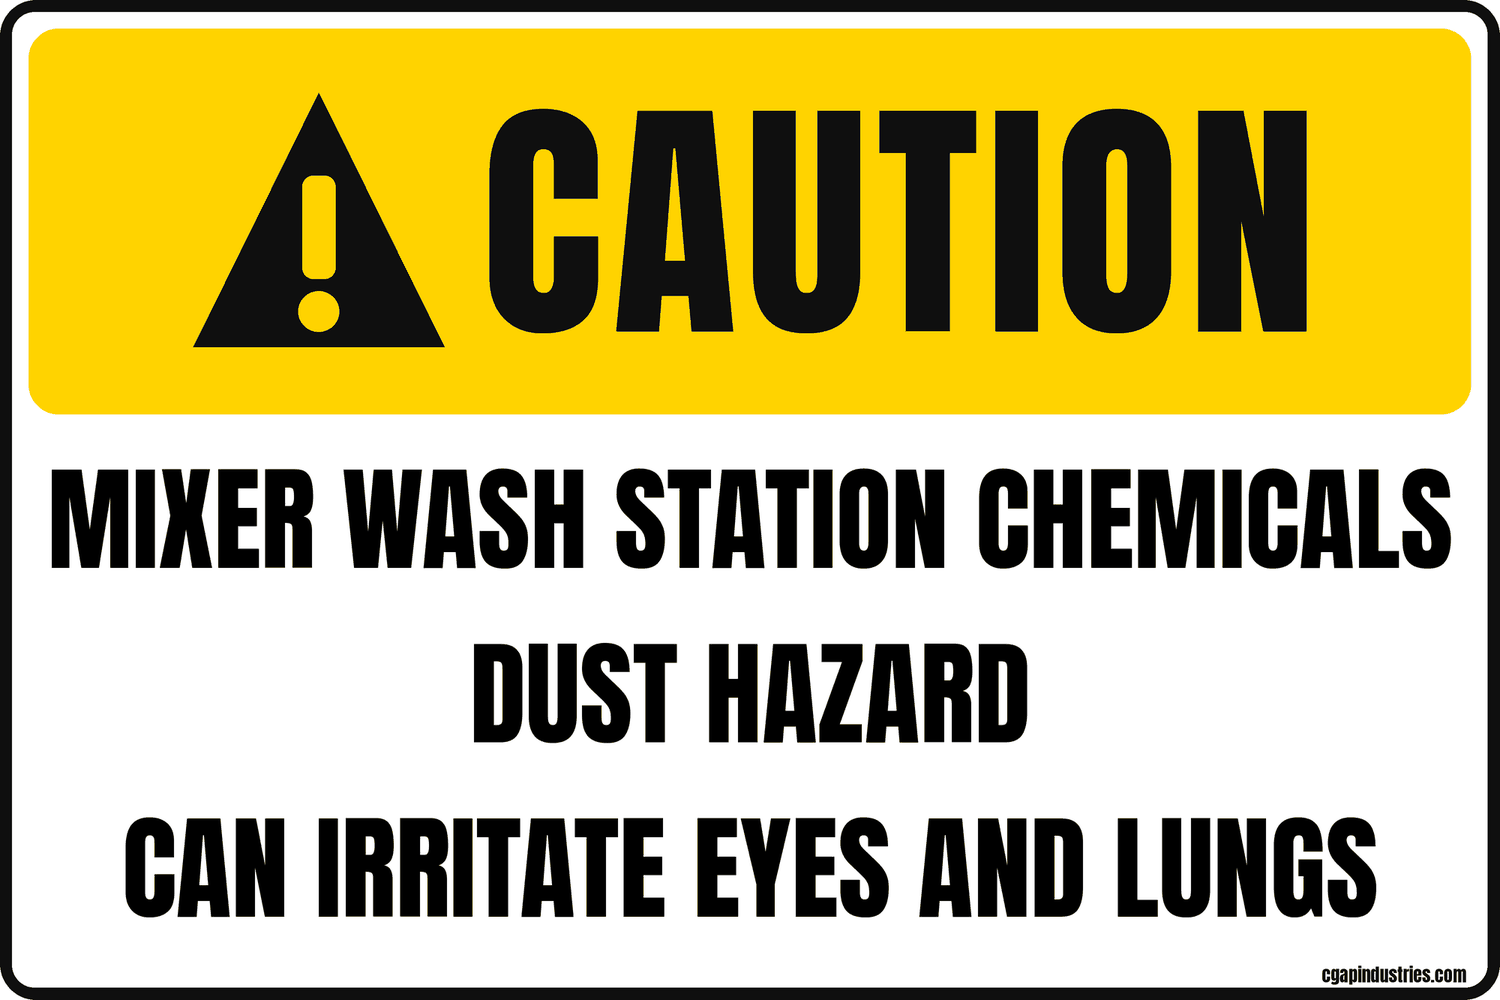 CAUTION
MIXER WASH STATION CHEMICALS
DUST HAZARD
CAN IRRITATE EYES AND LUNGS
cgapindustries.com